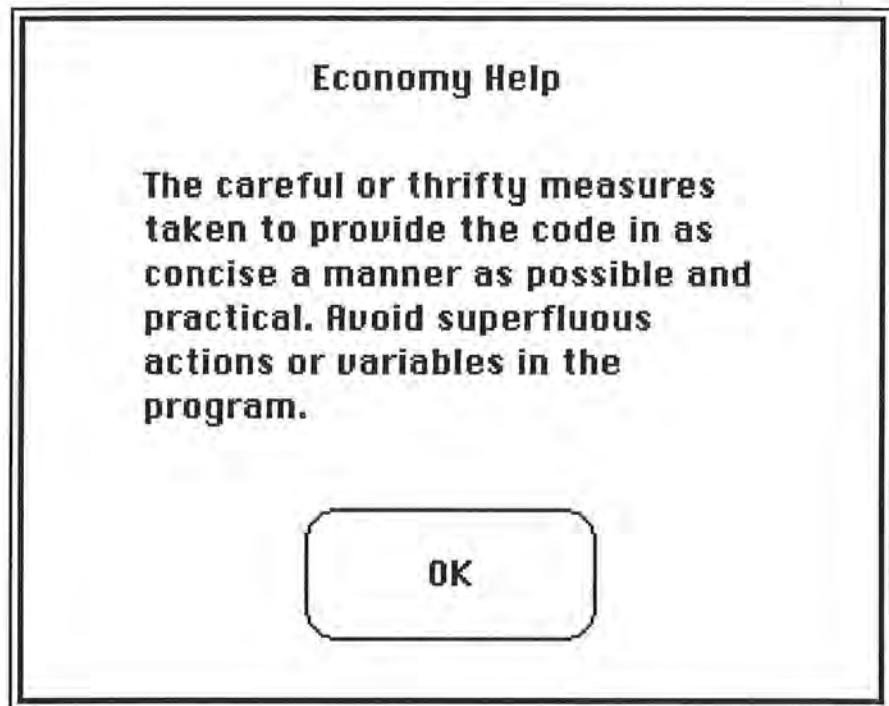 Economy Help
The careful or thrifty measures
taken to provide the code in as
concise a manner as possible and
practical. Avoid superfluous
actions or variables in the
program.
OK